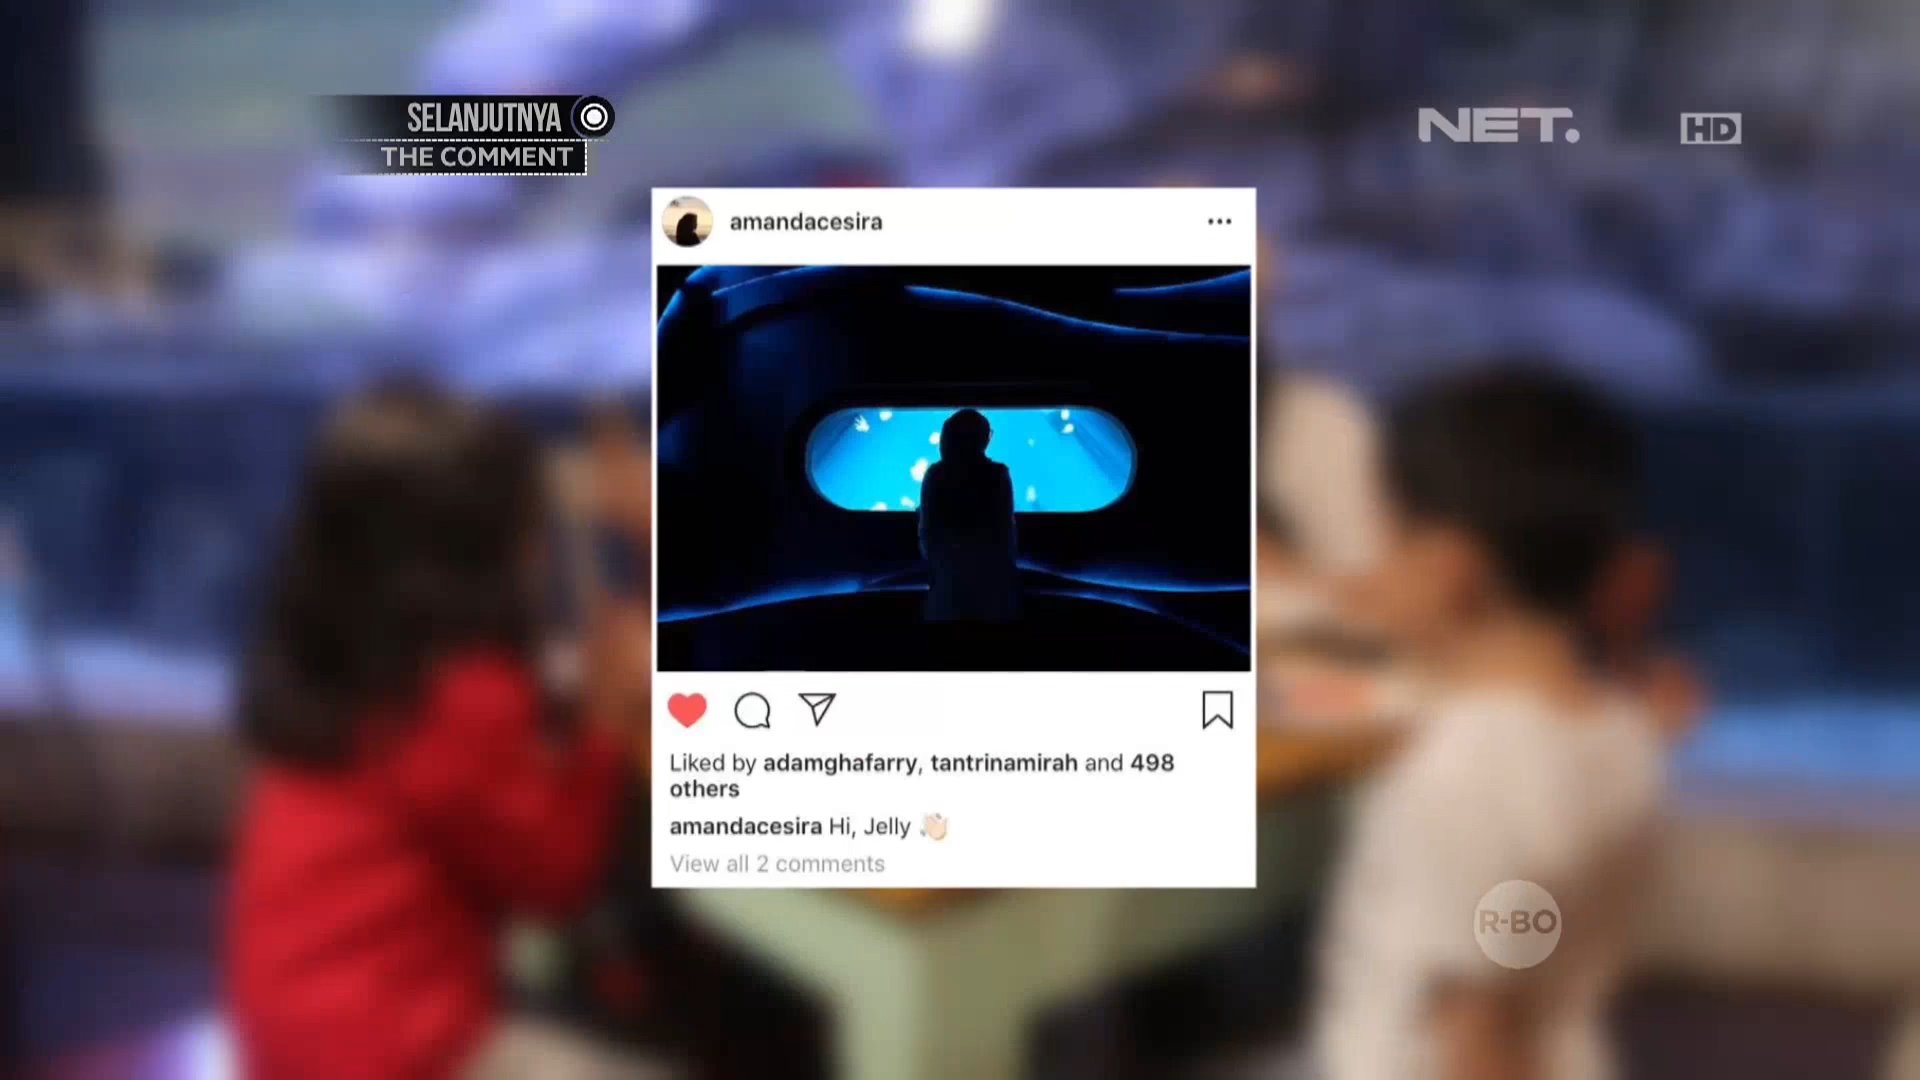 SELANJUTNYA
THE COMMENT
NET.
HD
amandacesira
Liked by adamghafarry, tantrinamirah and 498
others
amandacesira Hi, Jelly 👋🏻
View all 2 comments
R-BO